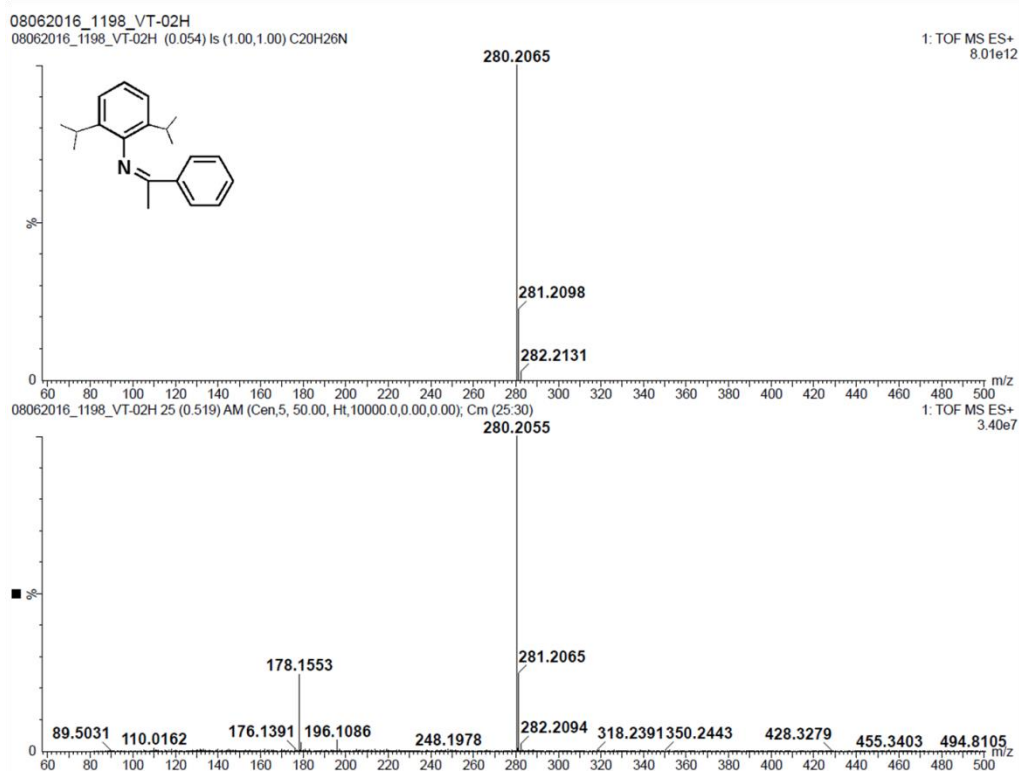 08062016_1198_VT-02H
08062016_1198_VT-02H (0.054) Is (1.00,1.00) C20H26N
1: TOF MS ES+
8.01e12
280.2065
N
%
281.2098
282.2131
0
60 80 100 120 140 160 180 200 220 240 260 280 300 320 340 360 380 400 420 440 460 480 500 m/z
08062016_1198_VT-02H 25 (0.519) AM (Cen,5, 50.00, Ht,10000.0,0.00,0.00); Cm (25:30)
1: TOF MS ES+
3.40e7
280.2055
%
178.1553
281.2065
89.5031 110.0162 176.1391 196.1086 248.1978 282.2094 318.2391 350.2443 428.3279 455.3403 494.8105
0
60 80 100 120 140 160 180 200 220 240 260 280 300 320 340 360 380 400 420 440 460 480 500 m/z